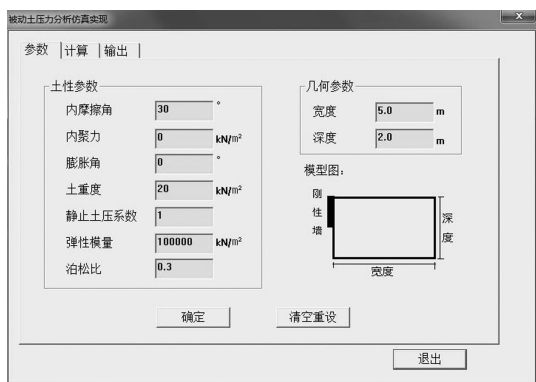 被动土压力分析仿真实现
参数 计算 输出
土性参数
内摩擦角 30 °
内聚力 0 kN/m²
膨胀角 0 °
土重度 20 kN/m²
静止土压系数 1
弹性模量 100000 kN/m²
泊松比 0.3
几何参数
宽度 5.0 m
深度 2.0 m
模型图：
刚性墙
深度
宽度
确定 清空重设
退出